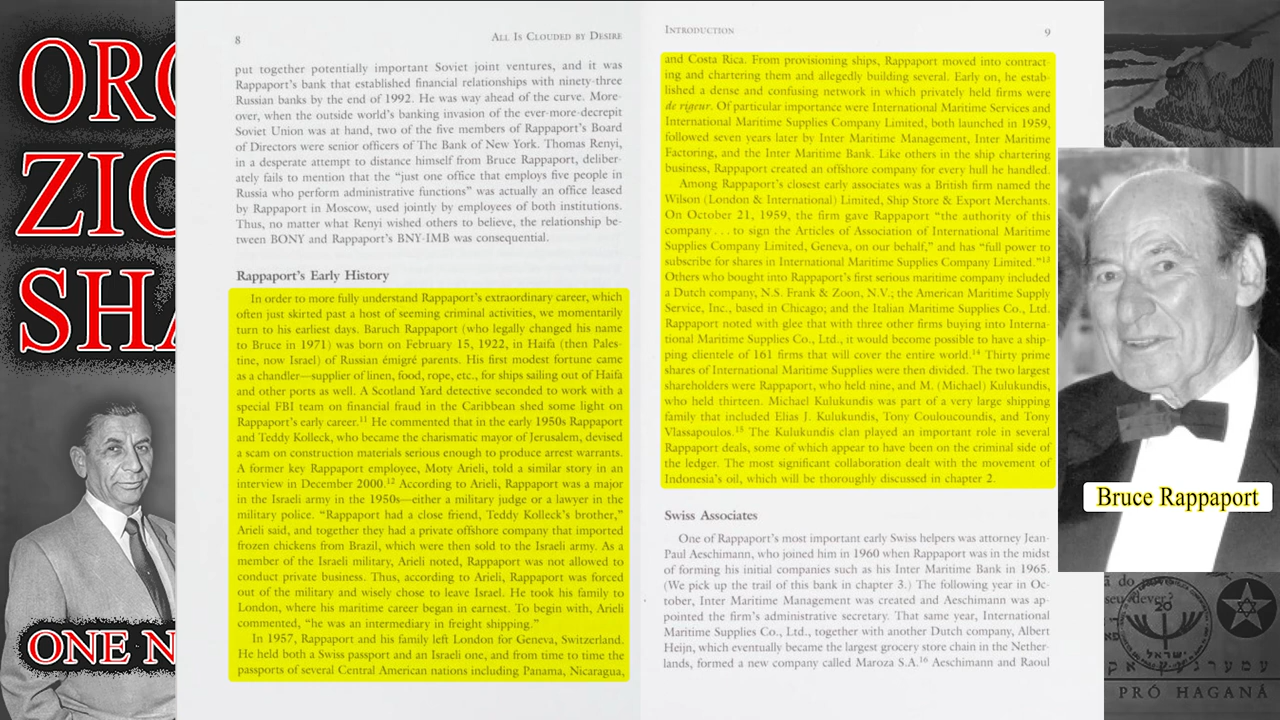 ORG
ZIO
SHA
ONE N
8
ALL IS CLOUDED BY DESIRE
put together potentially important Soviet joint ventures, and it was
Rapport's bank that established financial relationships with ninety-three
Russian banks by the end of 1992. He was way ahead of the curve. More-
over, when the outside world's banking invasion of the ever-more-decrepit
Soviet Union was at hand, two of the five members of Rappaport's Board
of Directors were senior officers of The Bank of New York. Thomas Renyi,
in a desperate attempt to distance himself from Bruce Rappaport, deliber-
ately fails to mention that the "just one office that employs five people in
Russia who perform administrative functions" was actually an office leased
by Rappaport in Moscow, used jointly by employees of both institutions.
Thus, no matter what Renyi wished others to believe, the relationship be-
tween BONY and Rappaport's BNY-IMB was consequential.
Rappaport's Early History
In order to more fully understand Rappaport's extraordinary career, which
often just skirted past a host of seeming criminal activities, we momentarily
turn to his earliest days. Baruch Rappaport (who legally changed his name
to Bruce in 1971) was born on February 15, 1922, in Haifa (then Pales-
tine, now Israel) of Russian émigré parents. His first modest fortune came
as a chandler—supplier of linen, food, rope, etc., for ships sailing out of Haifa
and other ports as well. A Scotland Yard detective seconded to work with a
special FBI team on financial fraud in the Caribbean shed some light on
Rappaport's early career.11 He commented that in the early 1950s Rappaport
and Teddy Kolleck, who became the charismatic mayor of Jerusalem, devised
a scam on construction materials serious enough to produce arrest warrants.
A former key Rappaport employee, Moty Arieli, told a similar story in an
interview in December 2000.12 According to Arieli, Rappaport was a major
in the Israeli army in the 1950s—either a military judge or a lawyer in the
military police. "Rappaport had a close friend, Teddy Kolleck's brother,"
Arieli said, and together they had a private offshore company that imported
frozen chickens from Brazil, which were then sold to the Israeli army. As a
member of the Israeli military, Arieli noted, Rappaport was not allowed to
conduct private business. Thus, according to Arieli, Rappaport was forced
out of the military and wisely chose to leave Israel. He took his family to
London, where his maritime career began in earnest. To begin with, Arieli
commented, "he was an intermediary in freight shipping."
In 1957, Rappaport and his family left London for Geneva, Switzerland.
He held both a Swiss passport and an Israeli one, and from time to time the
passports of several Central American nations including Panama, Nicaragua,
INTRODUCTION
9
and Costa Rica. From provisioning ships, Rappaport moved into contract-
ing and chartering them and allegedly building several. Early on, he estab-
lished a dense and confusing network in which privately held firms were
de rigeur. Of particular importance were International Maritime Services and
International Maritime Supplies Company Limited, both launched in 1959,
followed seven years later by Inter Maritime Management, Inter Maritime
Factoring, and the Inter Maritime Bank. Like others in the ship chartering
business, Rappaport created an offshore company for every hull he handled.
Among Rappaport's closest early associates was a British firm named the
Wilson (London & International) Limited, Ship Store & Export Merchants.
On October 21, 1959, the firm gave Rappaport "the authority of this
company . . . to sign the Articles of Association of International Maritime
Supplies Company Limited, Geneva, on our behalf," and has "full power to
subscribe for shares in International Maritime Supplies Company Limited."13
Others who bought into Rappaport's first serious maritime company included
a Dutch company, N.S. Frank & Zoon, N.V.; the American Maritime Supply
Service, Inc., based in Chicago; and the Italian Maritime Supplies Co., Ltd.
Rappaport noted with glee that with three other firms buying into Interna-
tional Maritime Supplies Co., Ltd., it would become possible to have a ship-
ping clientele of 161 firms that will cover the entire world.14 Thirty prime
shares of International Maritime Supplies were then divided. The two largest
shareholders were Rappaport, who held nine, and M. (Michael) Kulukundis,
who held thirteen. Michael Kulukundis was part of a very large shipping
family that included Elias J. Kulukundis, Tony Couloucoundis, and Tony
Vlassapoulos.15 The Kulukundis clan played an important role in several
Rappaport deals, some of which appear to have been on the criminal side of
the ledger. The most significant collaboration dealt with the movement of
Indonesia's oil, which will be thoroughly discussed in chapter 2.
Swiss Associates
One of Rappaport's most important early Swiss helpers was attorney Jean-
Paul Aeschimann, who joined him in 1960 when Rappaport was in the midst
of forming his initial companies such as his Inter Maritime Bank in 1965.
(We pick up the trail of this bank in chapter 3.) The following year in Oc-
tober, Inter Maritime Management was created and Aeschimann was ap-
pointed the firm's administrative secretary. That same year, International
Maritime Supplies Co., Ltd., together with another Dutch company, Albert
Heijn, which eventually became the largest grocery store chain in the Nether-
lands, formed a new company called Maroza S.A.16 Aeschimann and Raoul
Bruce Rappaport
ã do povo
seu dever?
20
ישראל
PRÓ HAGANÁ